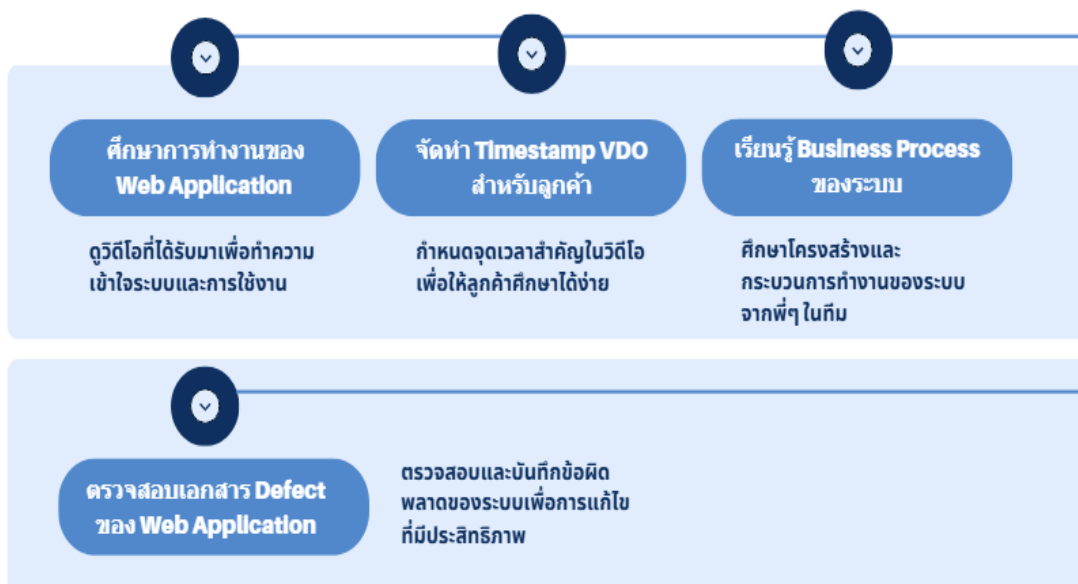 ศึกษาการทำงานของ
Web Application
ดูวิดีโอที่ได้รับมาเพื่อทำความ
เข้าใจระบบและการใช้งาน
จัดทำ Timestamp VDO
สำหรับลูกค้า
กำหนดจุดเวลาสำคัญในวิดีโอ
เพื่อให้ลูกค้าศึกษาได้ง่าย
เรียนรู้ Business Process
ของระบบ
ศึกษาโครงสร้างและ
กระบวนการทำงานของระบบ
จากพี่ๆ ในทีม
ตรวจสอบเอกสาร Defect
ของ Web Application
ตรวจสอบและบันทึกข้อผิด
พลาดของระบบเพื่อการแก้ไข
ที่มีประสิทธิภาพ